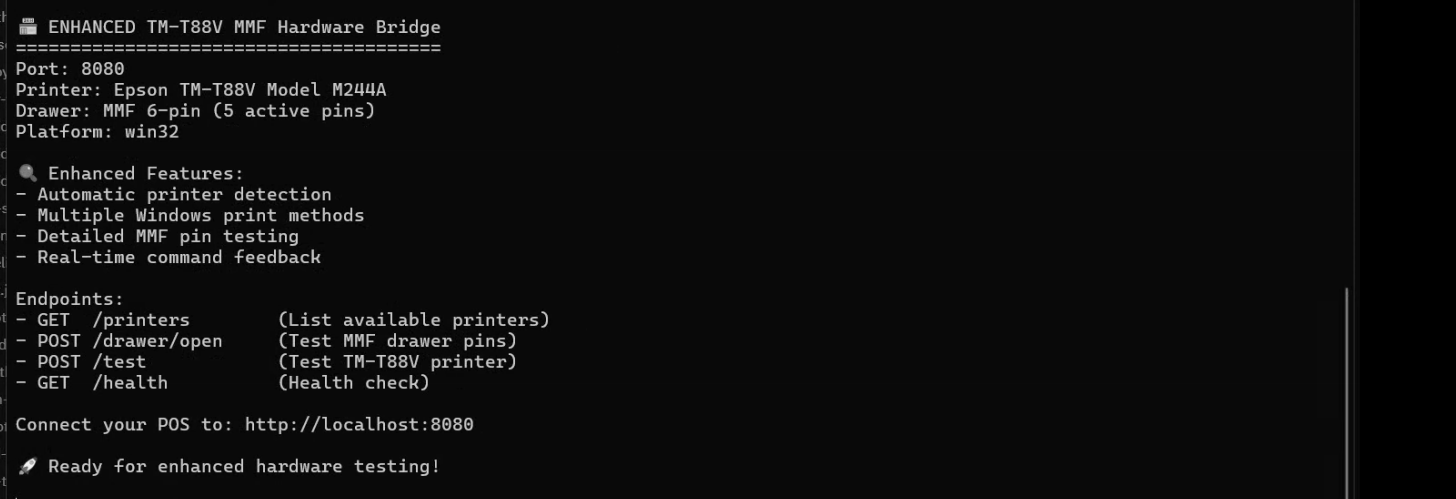 ENHANCED TM-T88V MMF Hardware Bridge
=======================================
Port: 8080
Printer: Epson TM-T88V Model M244A
Drawer: MMF 6-pin (5 active pins)
Platform: win32
🔍 Enhanced Features:
- Automatic printer detection
- Multiple Windows print methods
- Detailed MMF pin testing
- Real-time command feedback
Endpoints:
- GET  /printers        (List available printers)
- POST /drawer/open     (Test MMF drawer pins)
- POST /test            (Test TM-T88V printer)
- GET  /health          (Health check)
Connect your POS to: http://localhost:8080
🚀 Ready for enhanced hardware testing!